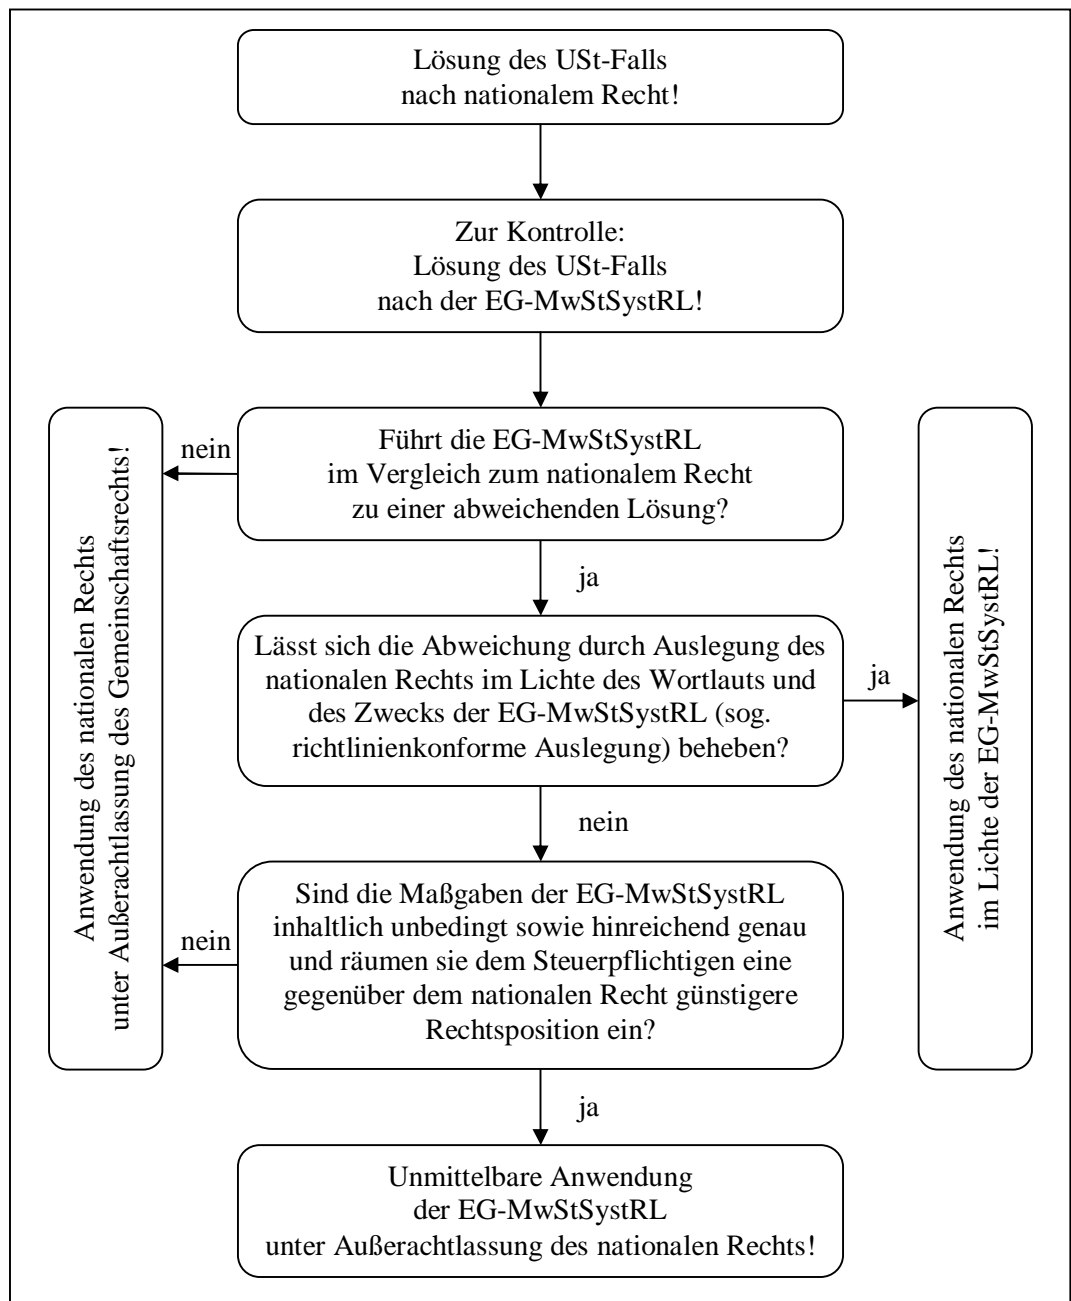 Lösung des USt-Falls
nach nationalem Recht!
Zur Kontrolle:
Lösung des USt-Falls
nach der EG-MwStSystRL!
Führt die EG-MwStSystRL
im Vergleich zum nationalem Recht
zu einer abweichenden Lösung?
nein
Anwendung des nationalen Rechts
unter Außerachtlassung des Gemeinschaftsrechts!
ja
Lässt sich die Abweichung durch Auslegung des
nationalen Rechts im Lichte des Wortlauts und
des Zwecks der EG-MwStSystRL (sog.
richtlinienkonforme Auslegung) beheben?
ja
Anwendung des nationalen Rechts
im Lichte der EG-MwStSystRL!
nein
Sind die Maßgaben der EG-MwStSystRL
inhaltlich unbedingt sowie hinreichend genau
und räumen sie dem Steuerpflichtigen eine
gegenüber dem nationalen Recht günstigere
Rechtsposition ein?
nein
ja
Unmittelbare Anwendung
der EG-MwStSystRL
unter Außerachtlassung des nationalen Rechts!